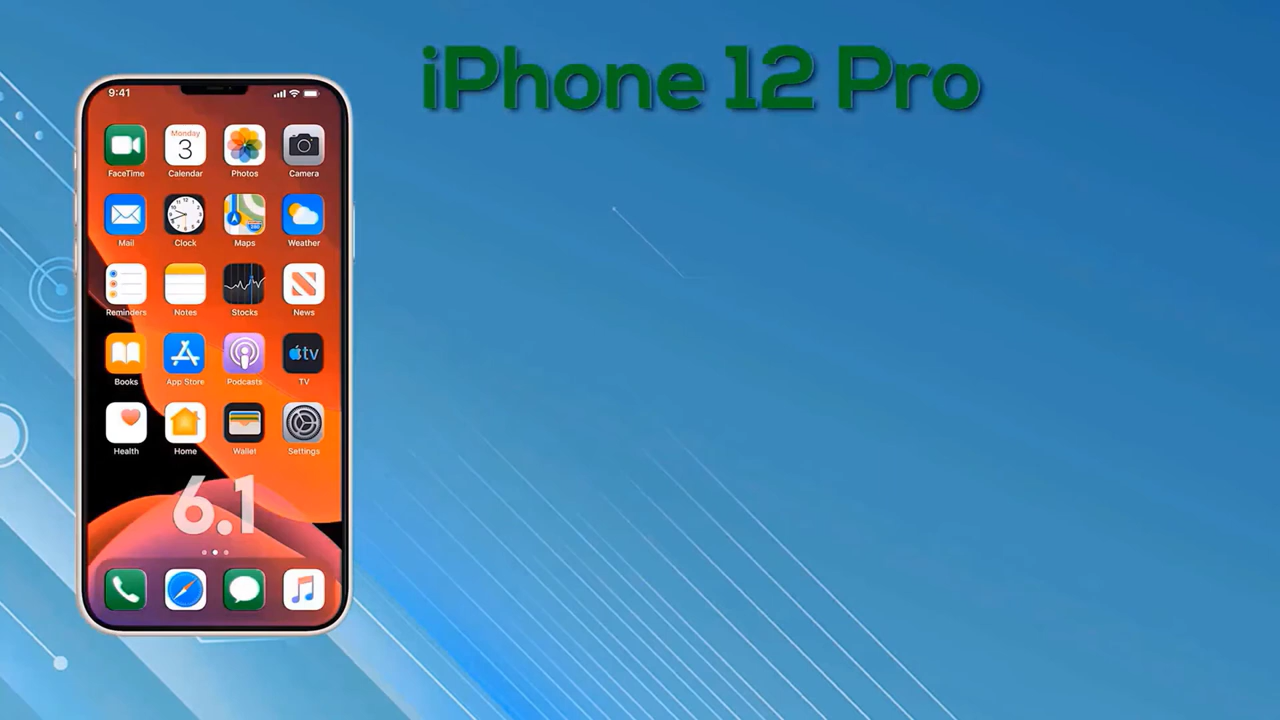 iPhone 12 Pro
9:41
Monday
3
FaceTime Calendar Photos Camera
Mail Clock Maps Weather
Reminders Notes Stocks News
tv
Books App Store Podcasts TV
Health Home Wallet Settings
6.1